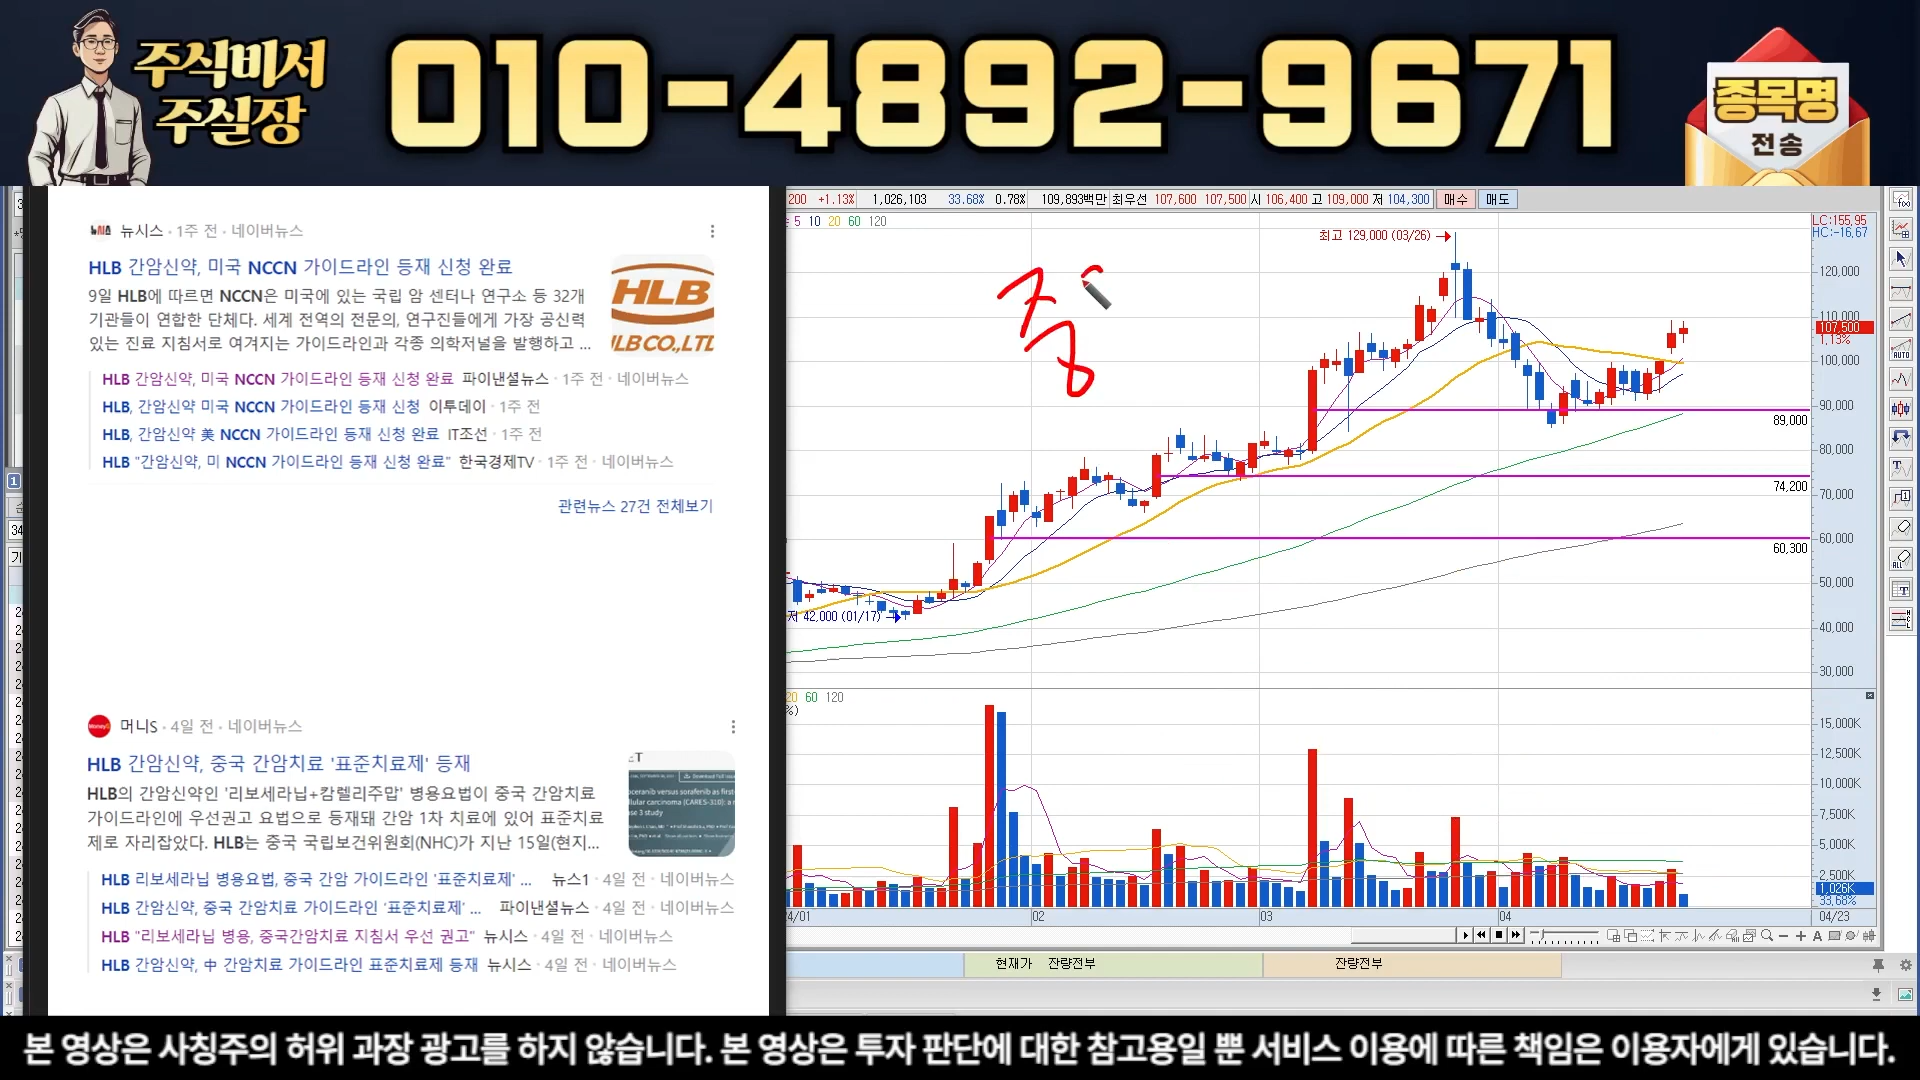 주식비서
주실장
010-4892-9671
종목명
전송
뉴시스 · 1주 전 · 네이버뉴스
HLB 간암신약, 미국 NCCN 가이드라인 등재 신청 완료
9일 HLB에 따르면 NCCN은 미국에 있는 국립 암 센터나 연구소 등 32개
기관들이 연합한 단체다. 세계 전역의 전문의, 연구진들에게 가장 공신력
있는 진료 지침서로 여겨지는 가이드라인과 각종 의학저널을 발행하고 ...
HLB
HLB CO.,LTD
HLB 간암신약, 미국 NCCN 가이드라인 등재 신청 완료 파이낸셜뉴스 · 1주 전 · 네이버뉴스
HLB, 간암신약 미국 NCCN 가이드라인 등재 신청 이투데이 · 1주 전
HLB, 간암신약 美 NCCN 가이드라인 등재 신청 완료 IT조선 · 1주 전
HLB "간암신약, 미 NCCN 가이드라인 등재 신청 완료" 한국경제TV · 1주 전 · 네이버뉴스
관련뉴스 27건 전체보기
머니S · 4일 전 · 네이버뉴스
HLB 간암신약, 중국 간암치료 '표준치료제' 등재
HLB의 간암신약인 '리보세라닙+캄렐리주맙' 병용요법이 중국 간암치료
가이드라인에 우선권고 요법으로 등재돼 간암 1차 치료에 있어 표준치료
제로 자리잡았다. HLB는 중국 국립보건위원회(NHC)가 지난 15일(현지...
HLB 리보세라닙 병용요법, 중국 간암 가이드라인 '표준치료제' ... 뉴스1 · 4일 전 · 네이버뉴스
HLB 간암신약, 중국 간암치료 가이드라인 '표준치료제' ... 파이낸셜뉴스 · 4일 전 · 네이버뉴스
HLB "리보세라닙 병용, 중국간암치료 지침서 우선 권고" 뉴시스 · 4일 전 · 네이버뉴스
HLB 간암신약, 中 간암치료 가이드라인 표준치료제 등재 뉴시스 · 4일 전 · 네이버뉴스
200 +1.13% 1,026,103 33.68% 0.78% 109,893백만 최우선 107,600 107,500 시 106,400 고 109,000 저 104,300 매수 매도
5 10 20 60 120
LC:155.95
HC:-16.67
최고 129,000 (03/26)
120,000
110,000
107,500
1.13%
100,000
90,000
89,000
80,000
74,200
70,000
60,000
60,300
50,000
42,000 (01/17)
40,000
30,000
20 60 120
15,000K
12,500K
10,000K
7,500K
5,000K
2,500K
1,026K
33.68%
24/01 02 03 04 04/23
현재가 잔량전부 잔량전부
본 영상은 사칭주의 허위 과장 광고를 하지 않습니다. 본 영상은 투자 판단에 대한 참고용일 뿐 서비스 이용에 따른 책임은 이용자에게 있습니다.